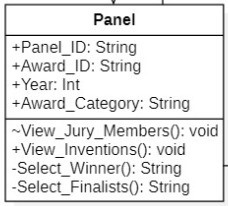 Panel
+Panel_ID: String
+Award_ID: String
+Year: Int
+Award_Category: String
~View_Jury_Members(): void
+View_Inventions(): void
-Select_Winner(): String
-Select_Finalists(): String